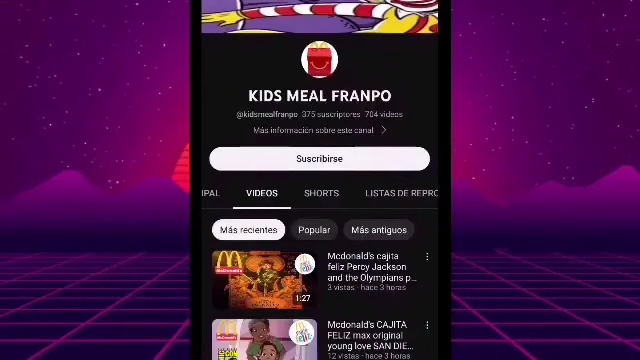 KIDS MEAL FRANPO
@kidsmealfranpo 375 suscriptores 704 videos
Más información sobre este canal
Suscribirse
IPAL VIDEOS SHORTS LISTAS DE REPRO
Más recientes Popular Más antiguos
McDonald's
1:27
Mcdonald's cajita
feliz Percy Jackson
and the Olympians p...
3 vistas · hace 3 horas
McDonald's
Mcdonald's CAJITA
FELIZ max original
young love SAN DIE...
12 vistas · hace 3 horas